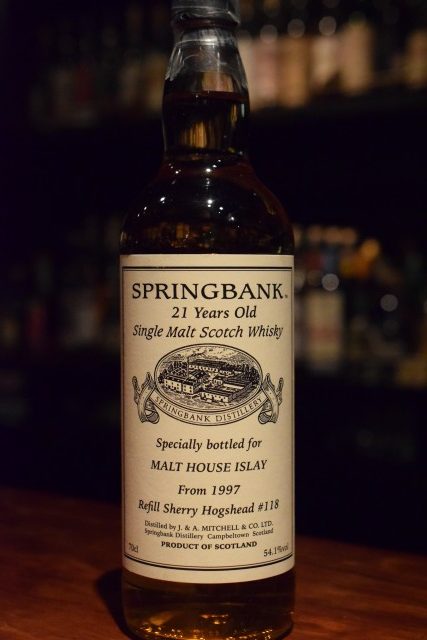 SPRINGBANK™
21 Years Old
Single Malt Scotch Whisky
SPRINGBANK DISTILLERY
Specially bottled for
MALT HOUSE ISLAY
From 1997
Refill Sherry Hogshead #118
Distilled by J. & A. MITCHELL & CO. LTD.
Springbank Distillery Campbeltown Scotland
PRODUCT OF SCOTLAND
70cl 54.1%vol